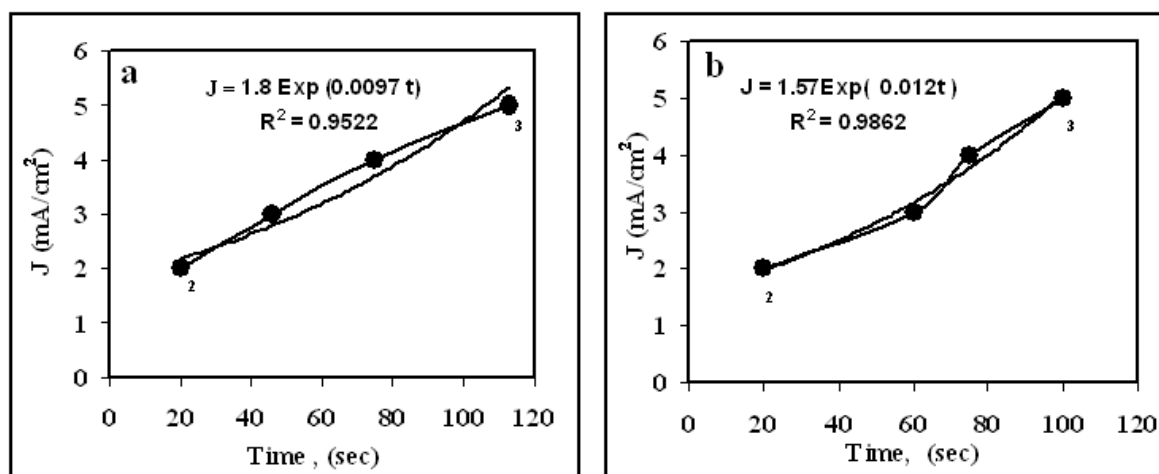 a
J = 1.8 Exp (0.0097 t)
R² = 0.9522
6
5
4
3
2
1
0
3
2
0 20 40 60 80 100 120
Time , (sec)
J (mA/cm²)
b
J = 1.57Exp( 0.012t )
R² = 0.9862
6
5
4
3
2
1
0
3
2
0 20 40 60 80 100 120
Time, (sec)
J (mA/cm²)